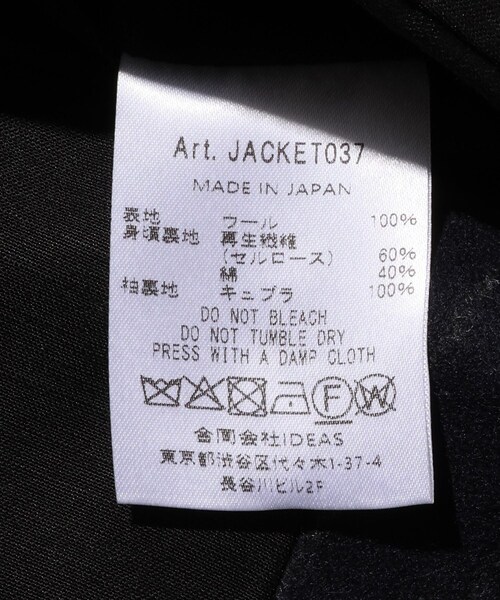 Art. JACKET037
MADE IN JAPAN
表地 ウール 100%
身頃裏地 再生繊維
(セルロース) 60%
綿 40%
袖裏地 キュプラ 100%
DO NOT BLEACH
DO NOT TUMBLE DRY
PRESS WITH A DAMP CLOTH
F W
合同会社IDEAS
東京都渋谷区代々木1-37-4
長谷川ビル2F